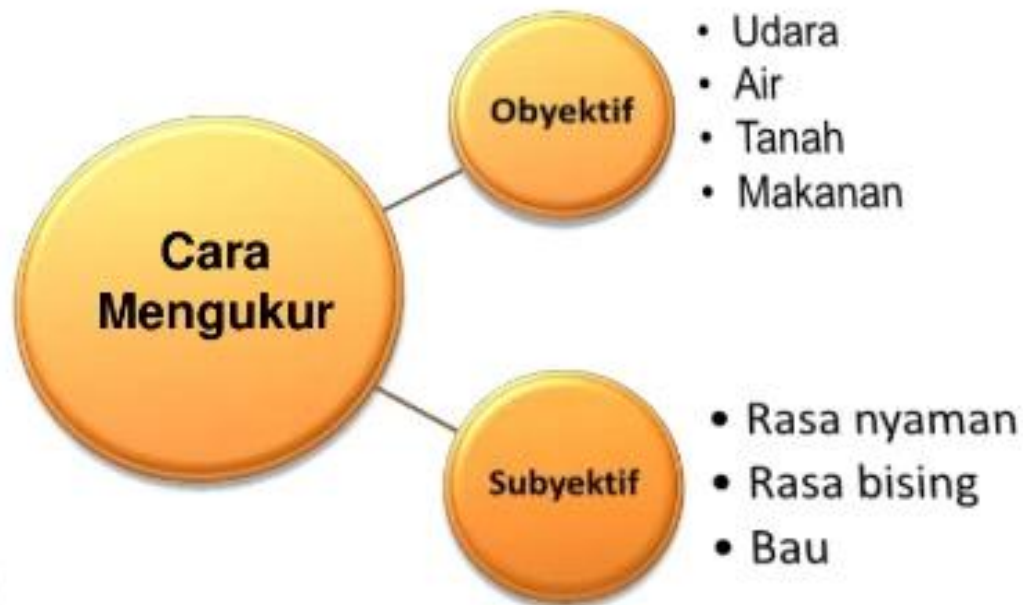 Cara
Mengukur
Obyektif
• Udara
• Air
• Tanah
• Makanan
Subyektif
• Rasa nyaman
• Rasa bising
• Bau